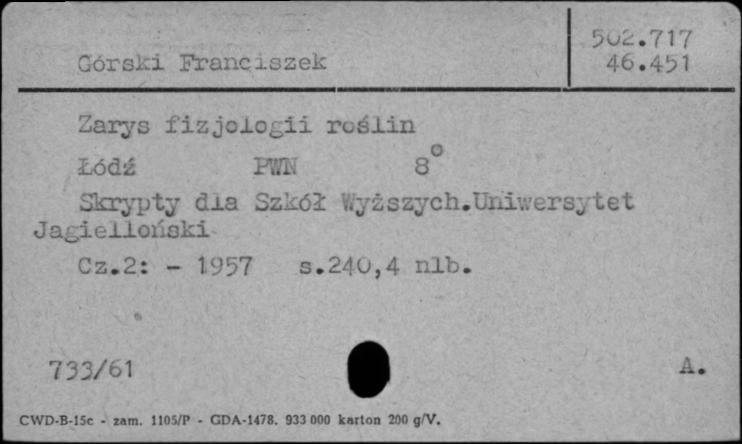 502.717
Górski Franciszek 46.451
Zarys fizjologii roślin
Łódź PWN 8°
Skrypty dla Szkół Wyższych.Uniwersytet
Jagielloński
Cz.2: - 1957 s.240,4 nlb.
733/61 A.
CWD-B-15c - zam. 1105/P - GDA-1478. 933 000 karton 200 g/V.